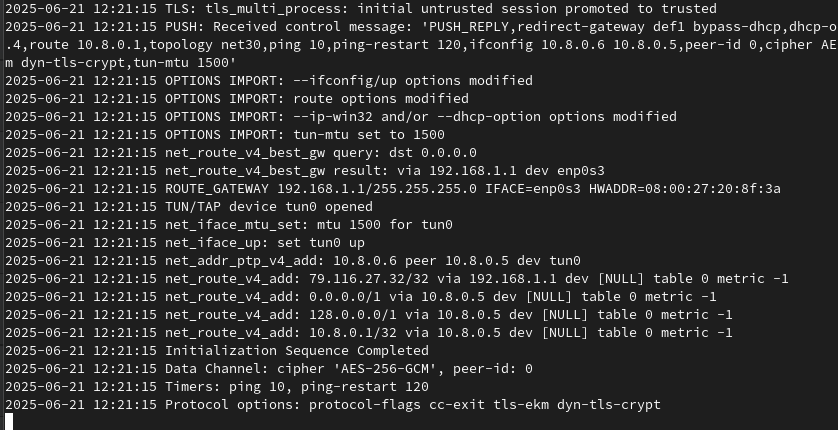 2025-06-21 12:21:15 TLS: tls_multi_process: initial untrusted session promoted to trusted
2025-06-21 12:21:15 PUSH: Received control message: 'PUSH_REPLY,redirect-gateway def1 bypass-dhcp,dhcp-o
.4,route 10.8.0.1,topology net30,ping 10,ping-restart 120,ifconfig 10.8.0.6 10.8.0.5,peer-id 0,cipher AE
m dyn-tls-crypt,tun-mtu 1500'
2025-06-21 12:21:15 OPTIONS IMPORT: --ifconfig/up options modified
2025-06-21 12:21:15 OPTIONS IMPORT: route options modified
2025-06-21 12:21:15 OPTIONS IMPORT: --ip-win32 and/or --dhcp-option options modified
2025-06-21 12:21:15 OPTIONS IMPORT: tun-mtu set to 1500
2025-06-21 12:21:15 net_route_v4_best_gw query: dst 0.0.0.0
2025-06-21 12:21:15 net_route_v4_best_gw result: via 192.168.1.1 dev enp0s3
2025-06-21 12:21:15 ROUTE_GATEWAY 192.168.1.1/255.255.255.0 IFACE=enp0s3 HWADDR=08:00:27:20:8f:3a
2025-06-21 12:21:15 TUN/TAP device tun0 opened
2025-06-21 12:21:15 net_iface_mtu_set: mtu 1500 for tun0
2025-06-21 12:21:15 net_iface_up: set tun0 up
2025-06-21 12:21:15 net_addr_ptp_v4_add: 10.8.0.6 peer 10.8.0.5 dev tun0
2025-06-21 12:21:15 net_route_v4_add: 79.116.27.32/32 via 192.168.1.1 dev [NULL] table 0 metric -1
2025-06-21 12:21:15 net_route_v4_add: 0.0.0.0/1 via 10.8.0.5 dev [NULL] table 0 metric -1
2025-06-21 12:21:15 net_route_v4_add: 128.0.0.0/1 via 10.8.0.5 dev [NULL] table 0 metric -1
2025-06-21 12:21:15 net_route_v4_add: 10.8.0.1/32 via 10.8.0.5 dev [NULL] table 0 metric -1
2025-06-21 12:21:15 Initialization Sequence Completed
2025-06-21 12:21:15 Data Channel: cipher 'AES-256-GCM', peer-id: 0
2025-06-21 12:21:15 Timers: ping 10, ping-restart 120
2025-06-21 12:21:15 Protocol options: protocol-flags cc-exit tls-ekm dyn-tls-crypt